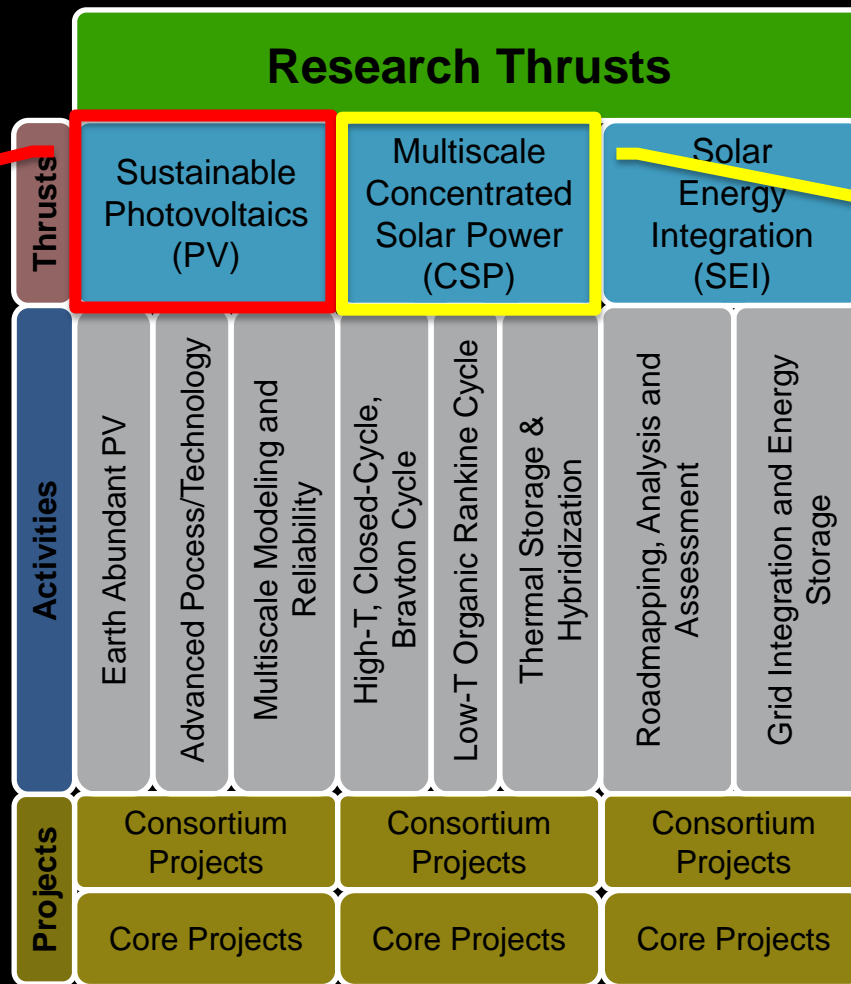 Research Thrusts
Thrusts
Sustainable
Photovoltaics
(PV)
Multiscale
Concentrated
Solar Power
(CSP)
Solar
Energy
Integration
(SEI)
Activities
Earth Abundant PV
Advanced Pocess/Technology
Multiscale Modeling and
Reliability
High-T, Closed-Cycle,
Bravton Cycle
Low-T Organic Rankine Cycle
Thermal Storage &
Hybridization
Roadmapping, Analysis and
Assessment
Grid Integration and Energy
Storage
Projects
Consortium
Projects
Consortium
Projects
Consortium
Projects
Core Projects
Core Projects
Core Projects